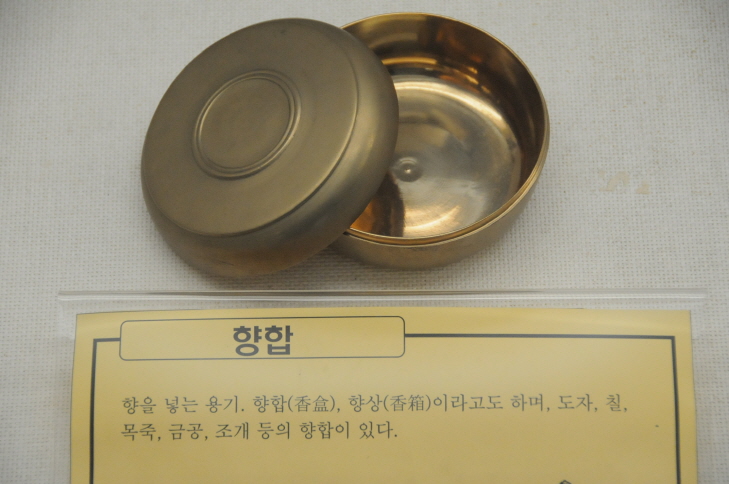 향합
향을 넣는 용기. 향합(香盒), 향상(香箱)이라고도 하며, 도자, 칠,
목죽, 금공, 조개 등의 향합이 있다.